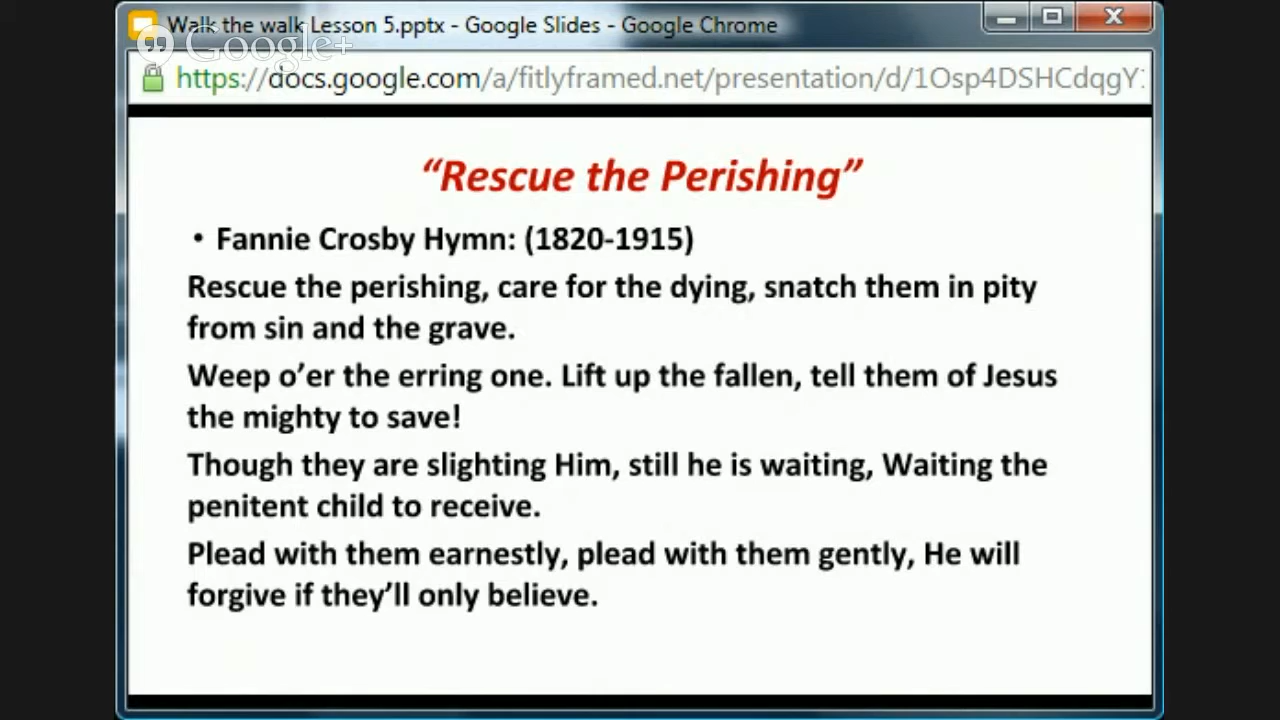 Walk the walk Lesson 5.pptx - Google Slides - Google Chrome
Google+
https://docs.google.com/a/fitlyframed.net/presentation/d/1Osp4DSHCdqgY
“Rescue the Perishing”
• Fannie Crosby Hymn: (1820-1915)
Rescue the perishing, care for the dying, snatch them in pity
from sin and the grave.
Weep o’er the erring one. Lift up the fallen, tell them of Jesus
the mighty to save!
Though they are slighting Him, still he is waiting, Waiting the
penitent child to receive.
Plead with them earnestly, plead with them gently, He will
forgive if they’ll only believe.